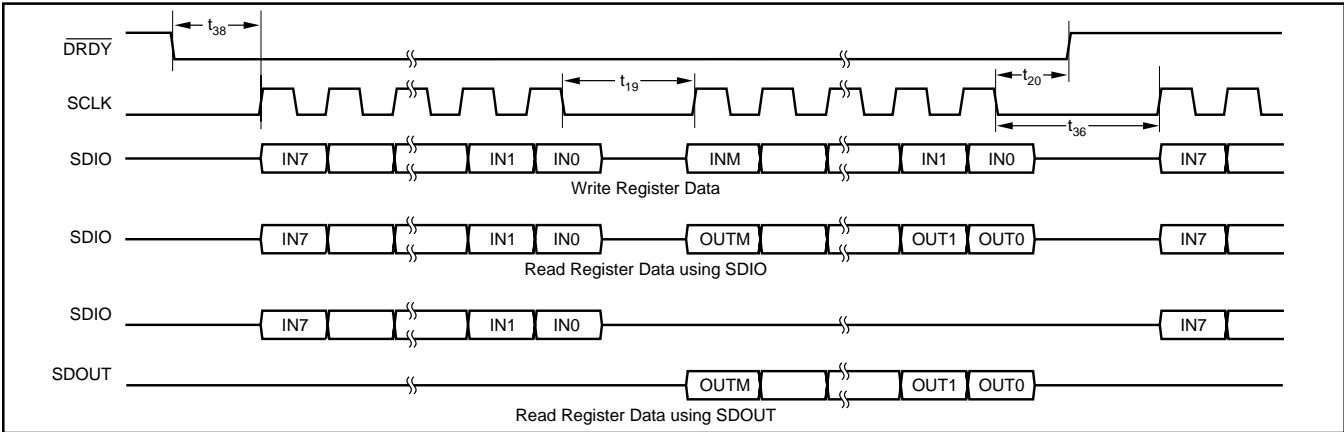 t38
DRDY
t19
t20
SCLK
t36
SDIO IN7 IN1 IN0 INM IN1 IN0 IN7
Write Register Data
SDIO IN7 IN1 IN0 OUTM OUT1 OUT0 IN7
Read Register Data using SDIO
SDIO IN7 IN1 IN0 IN7
SDOUT OUTM OUT1 OUT0
Read Register Data using SDOUT